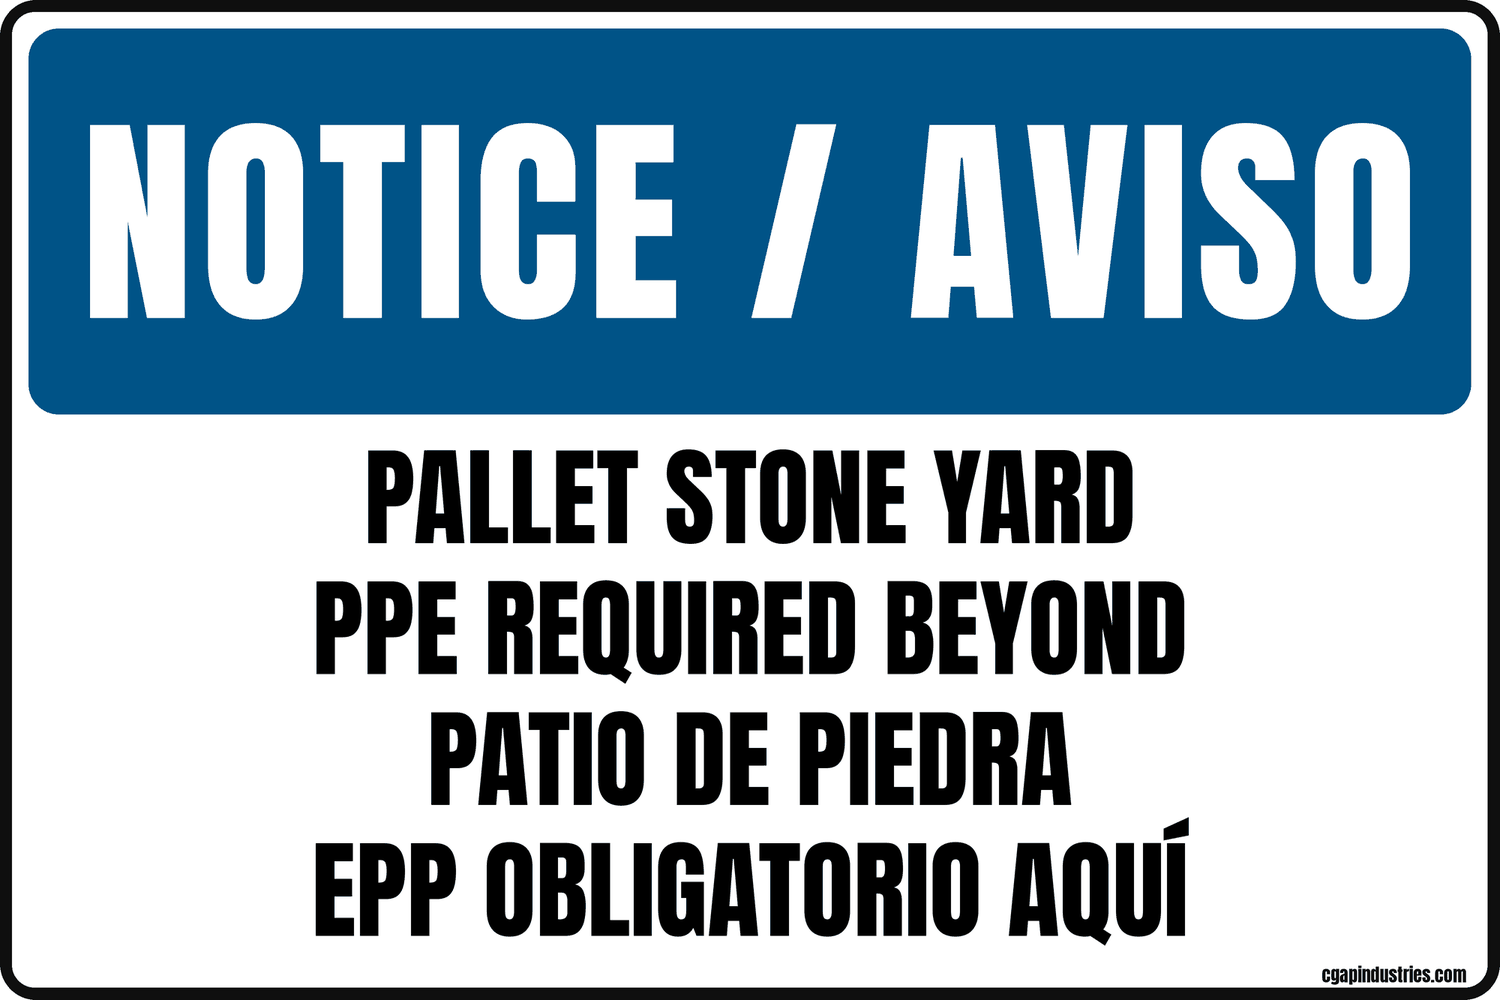 NOTICE / AVISO
PALLET STONE YARD
PPE REQUIRED BEYOND
PATIO DE PIEDRA
EPP OBLIGATORIO AQUÍ
cgapindustries.com